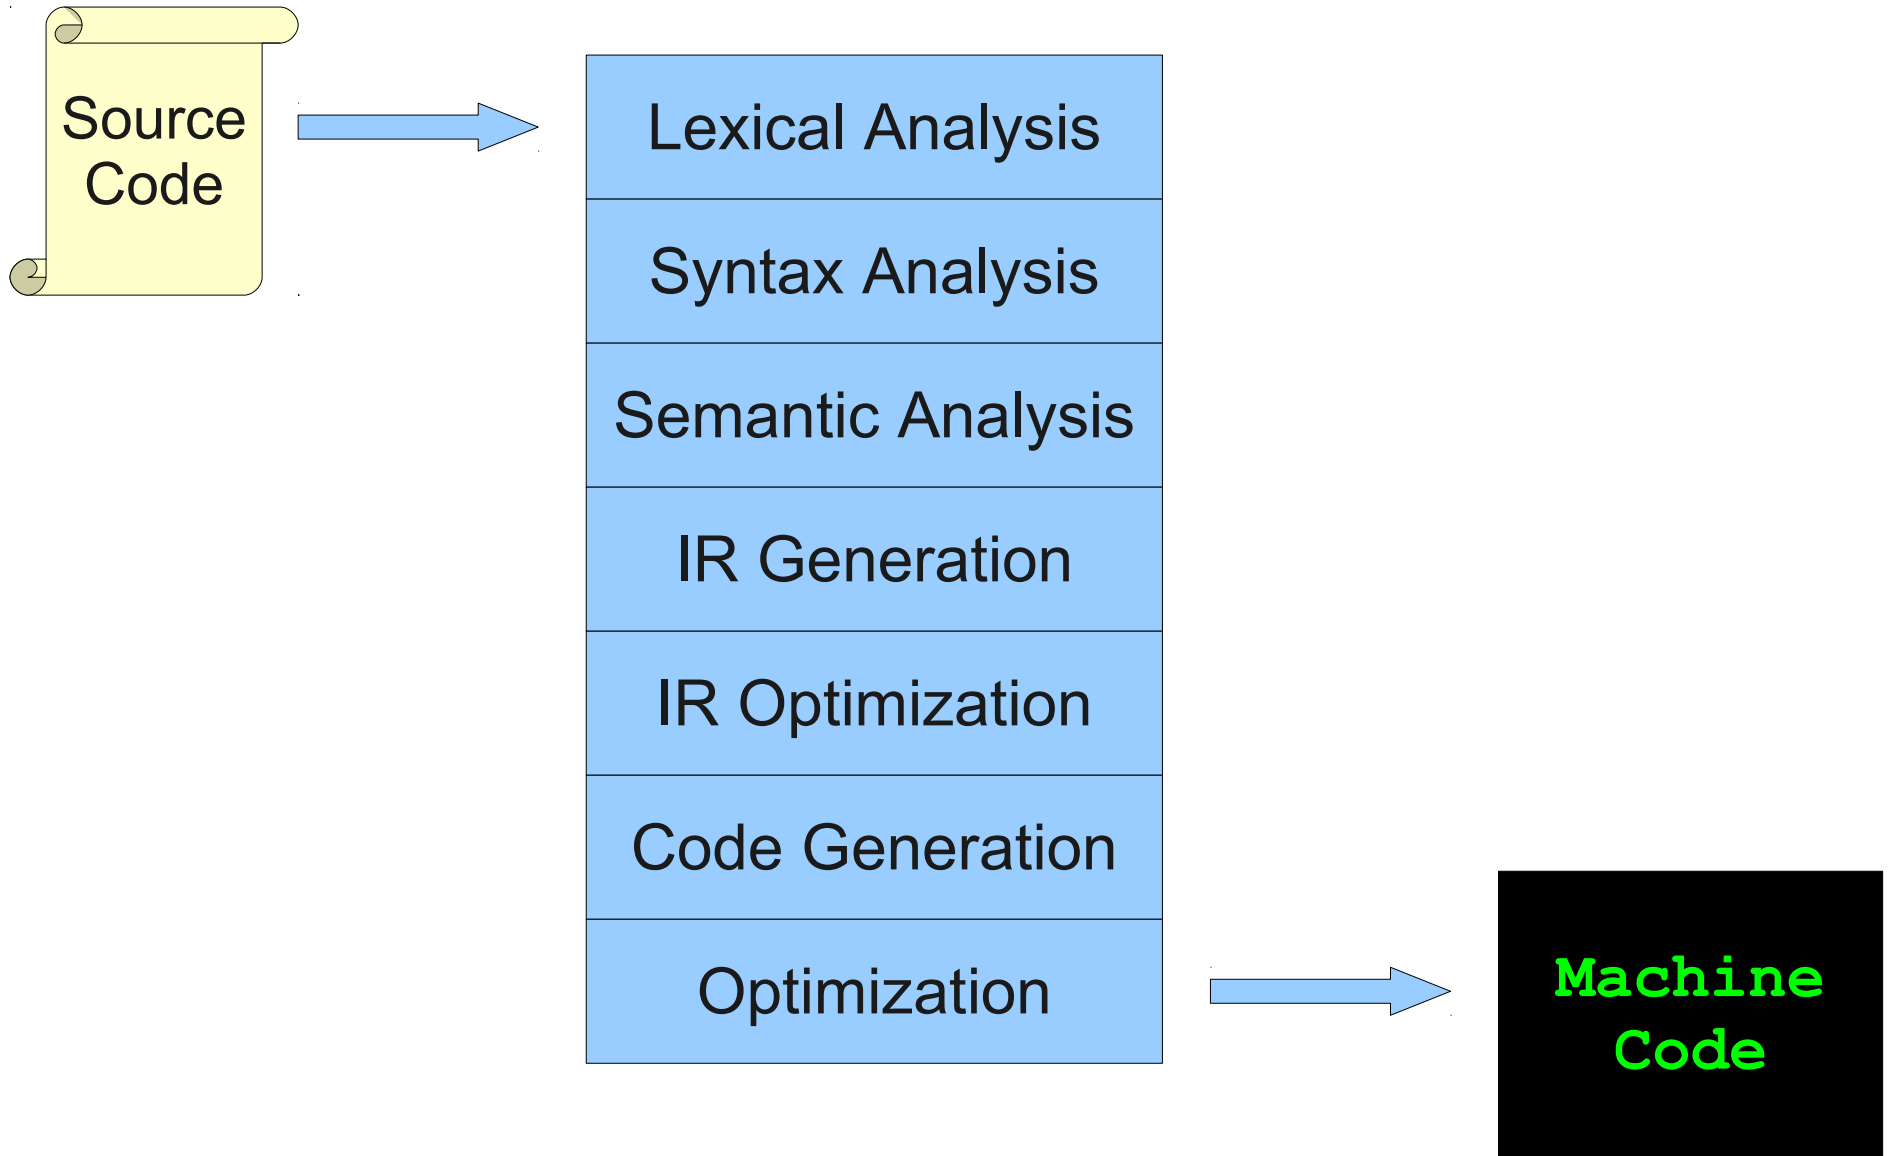 Source
Code
Lexical Analysis
Syntax Analysis
Semantic Analysis
IR Generation
IR Optimization
Code Generation
Optimization
Machine
Code